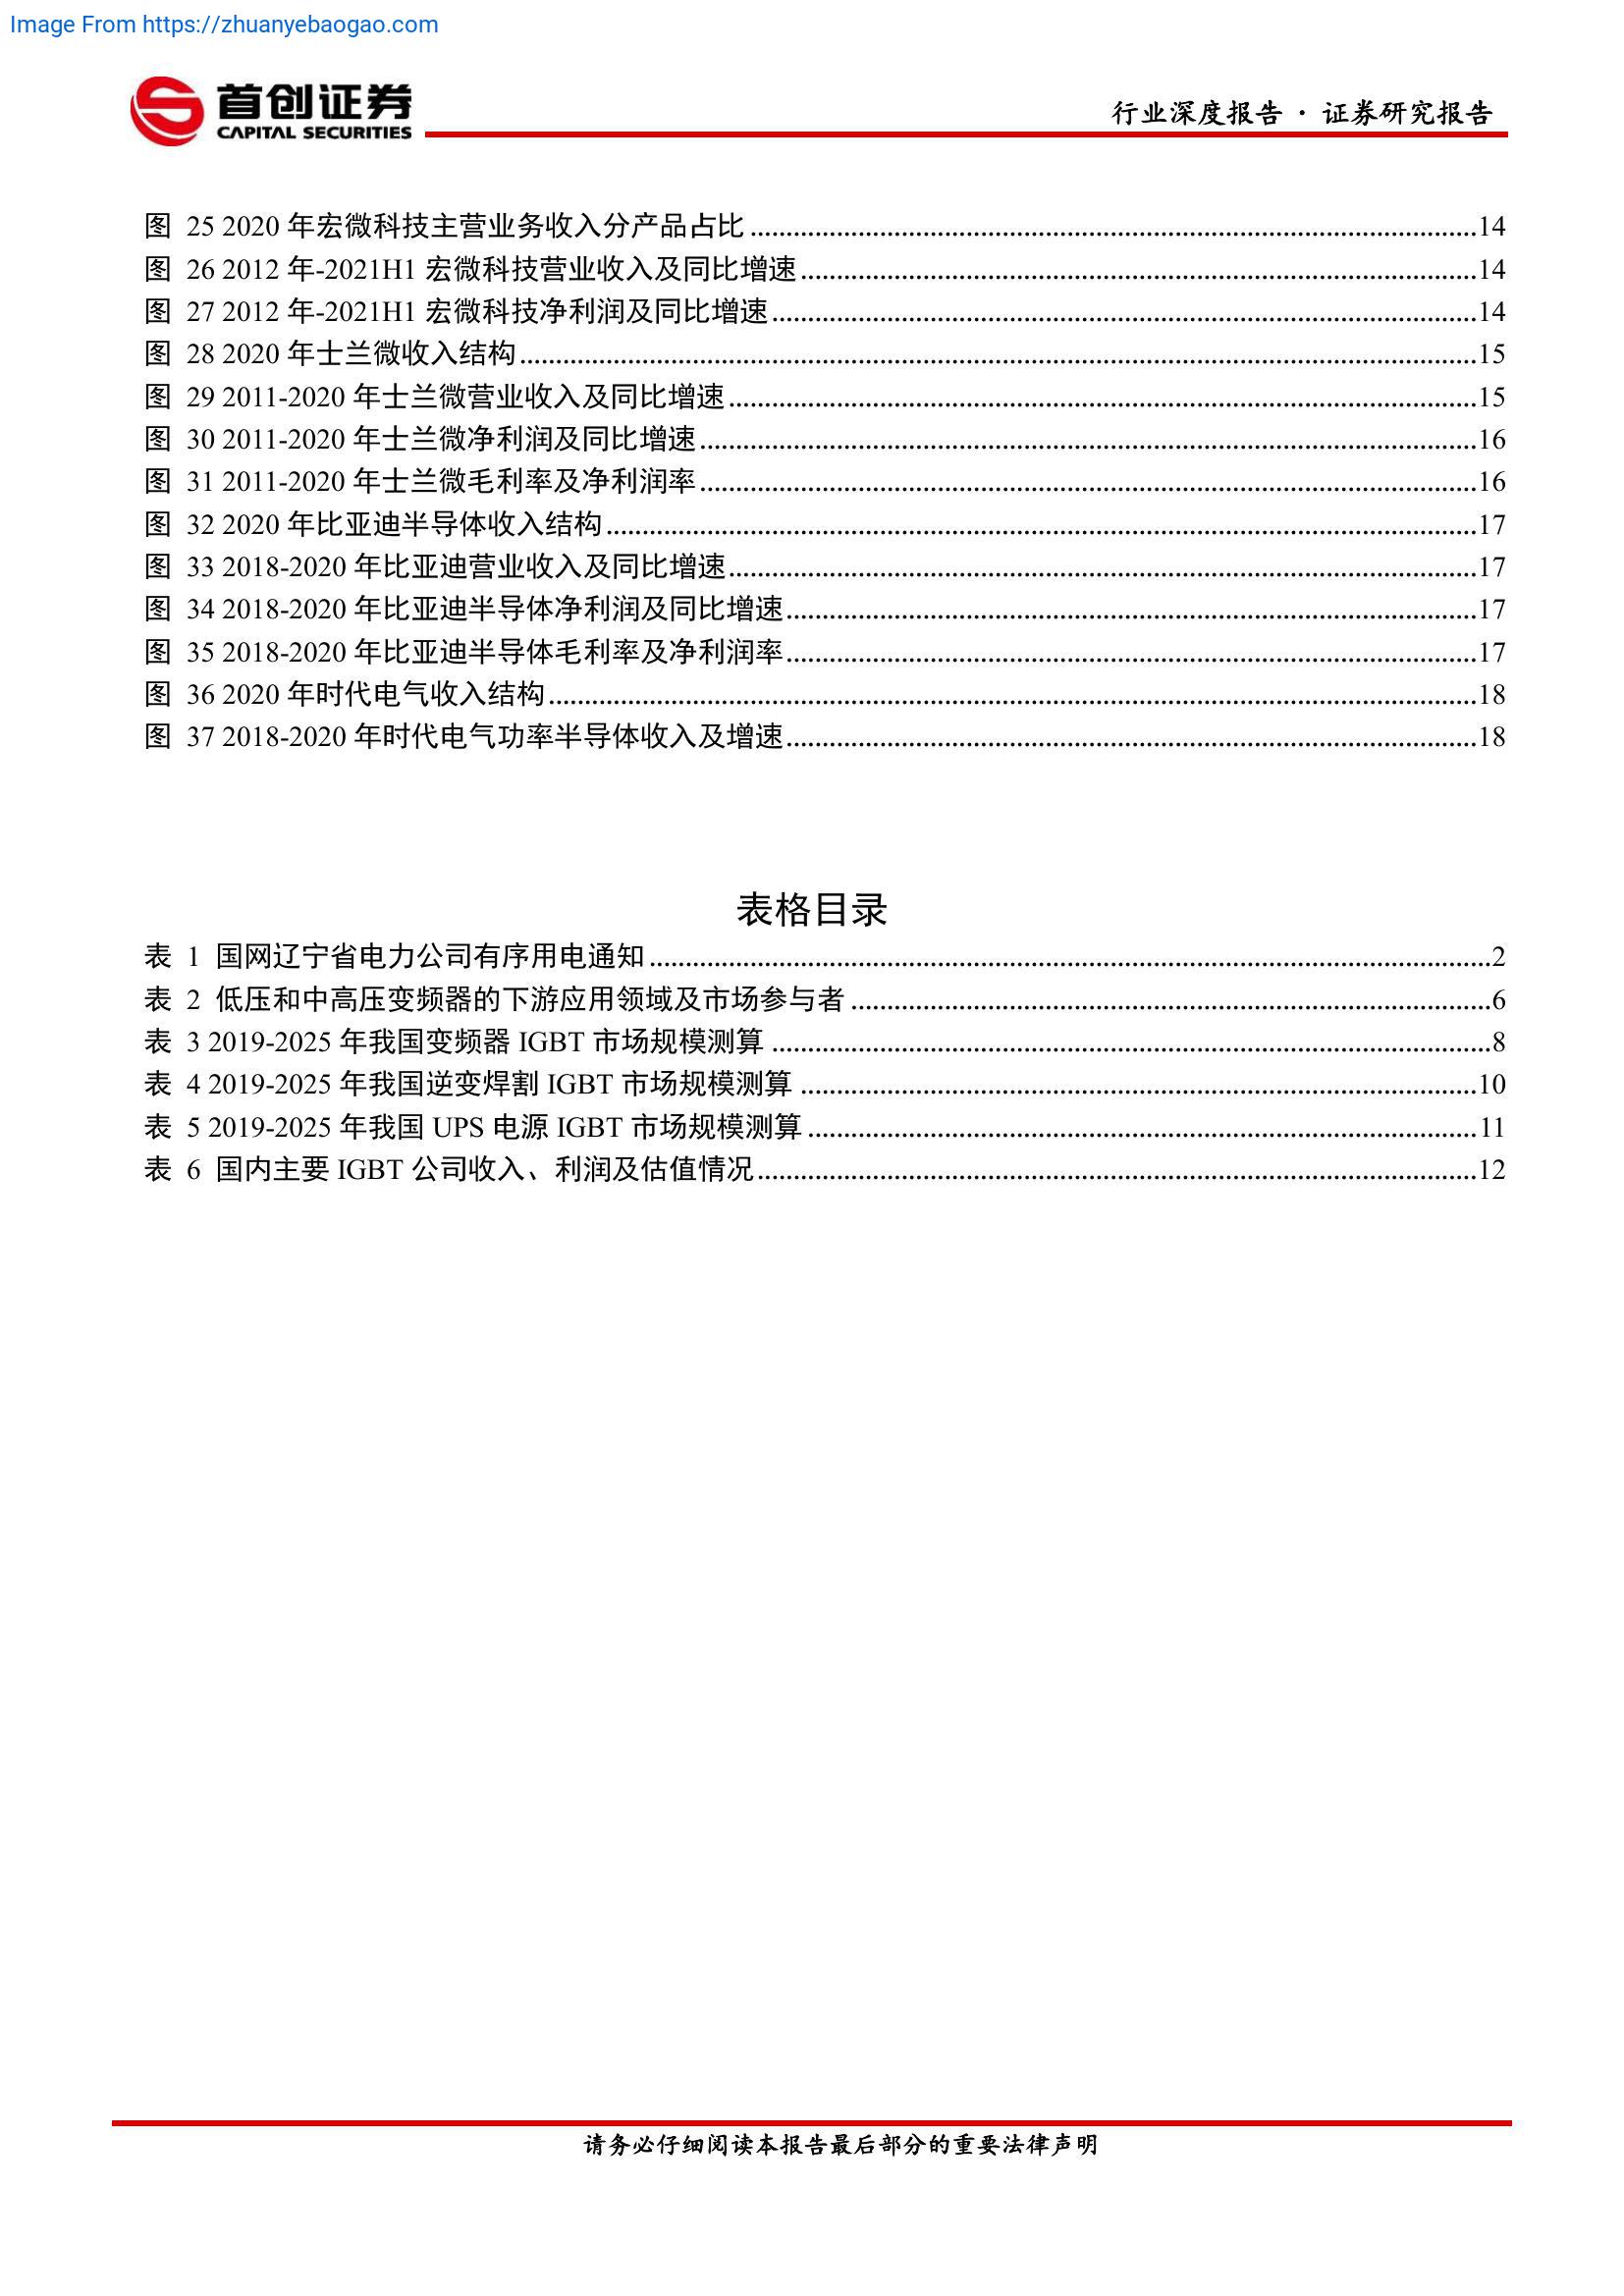 Image From https://zhuanyebaogao.com
首创证券
CAPITAL SECURITIES
行业深度报告 · 证券研究报告
图 25 2020 年宏微科技主营业务收入分产品占比 ........ 14
图 26 2012 年-2021H1 宏微科技营业收入及同比增速 ........ 14
图 27 2012 年-2021H1 宏微科技净利润及同比增速 ........ 14
图 28 2020 年士兰微收入结构 ........ 15
图 29 2011-2020 年士兰微营业收入及同比增速 ........ 15
图 30 2011-2020 年士兰微净利润及同比增速 ........ 16
图 31 2011-2020 年士兰微毛利率及净利润率 ........ 16
图 32 2020 年比亚迪半导体收入结构 ........ 17
图 33 2018-2020 年比亚迪营业收入及同比增速 ........ 17
图 34 2018-2020 年比亚迪半导体净利润及同比增速 ........ 17
图 35 2018-2020 年比亚迪半导体毛利率及净利润率 ........ 17
图 36 2020 年时代电气收入结构 ........ 18
图 37 2018-2020 年时代电气功率半导体收入及增速 ........ 18
表格目录
表 1 国网辽宁省电力公司有序用电通知 ........ 2
表 2 低压和中高压变频器的下游应用领域及市场参与者 ........ 6
表 3 2019-2025 年我国变频器 IGBT 市场规模测算 ........ 8
表 4 2019-2025 年我国逆变焊割 IGBT 市场规模测算 ........ 10
表 5 2019-2025 年我国 UPS 电源 IGBT 市场规模测算 ........ 11
表 6 国内主要 IGBT 公司收入、利润及估值情况 ........ 12
请务必仔细阅读本报告最后部分的重要法律声明